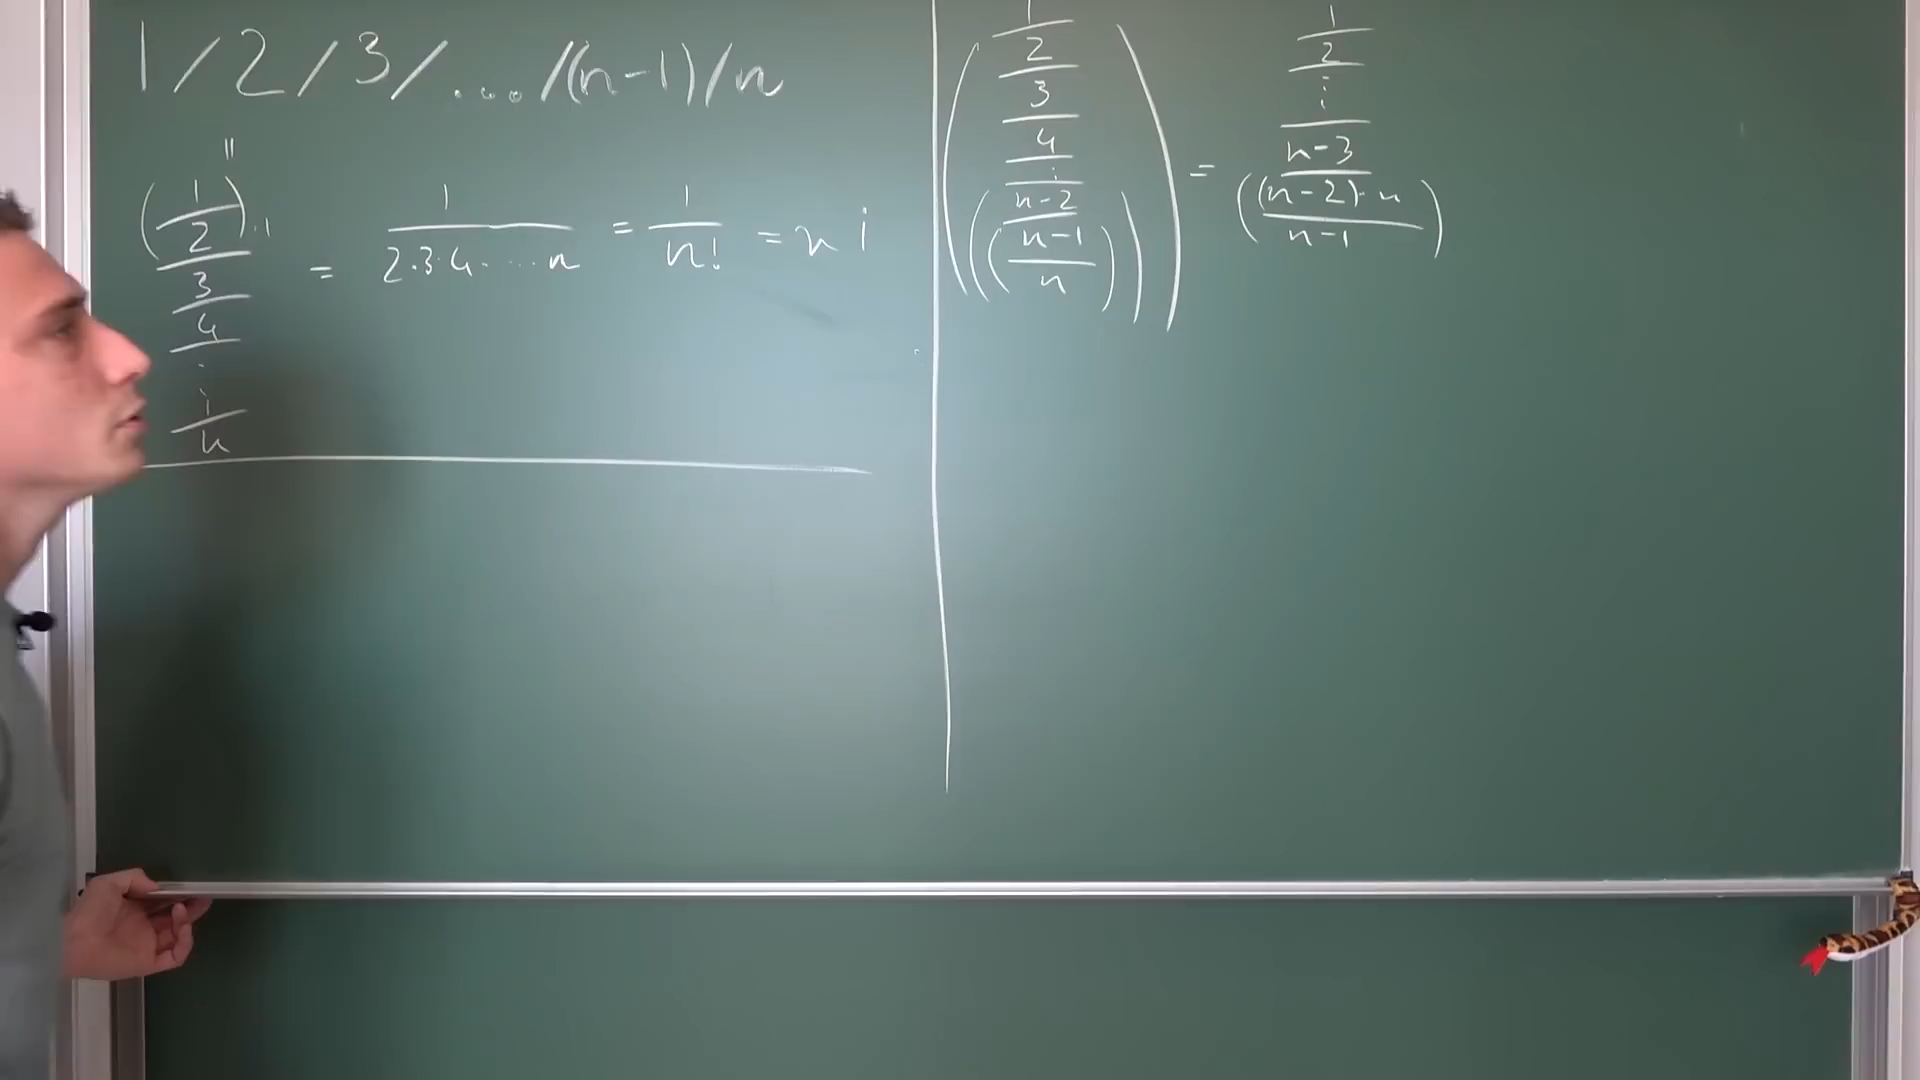 1/2/3/..../(n-1)/n
=
(1/2)·1
3
4
.
i
n
= 1/(2·3·4·...n) = 1/n! = n ¡
1
2
3
4
⋮
n-2
((n-1)/n)
=
1
2
⋮
n-3
((n-2)·n)/(n-1)